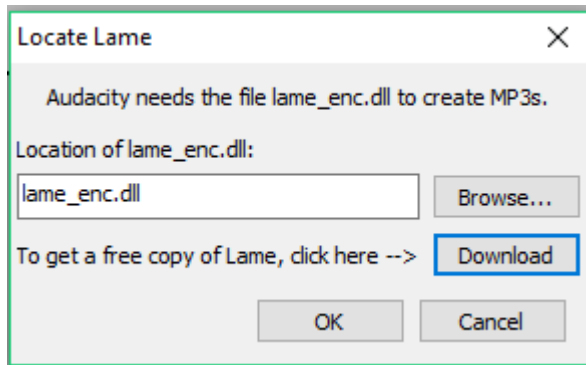 Locate Lame
Audacity needs the file lame_enc.dll to create MP3s.
Location of lame_enc.dll:
lame_enc.dll
Browse...
To get a free copy of Lame, click here -->
Download
OK
Cancel